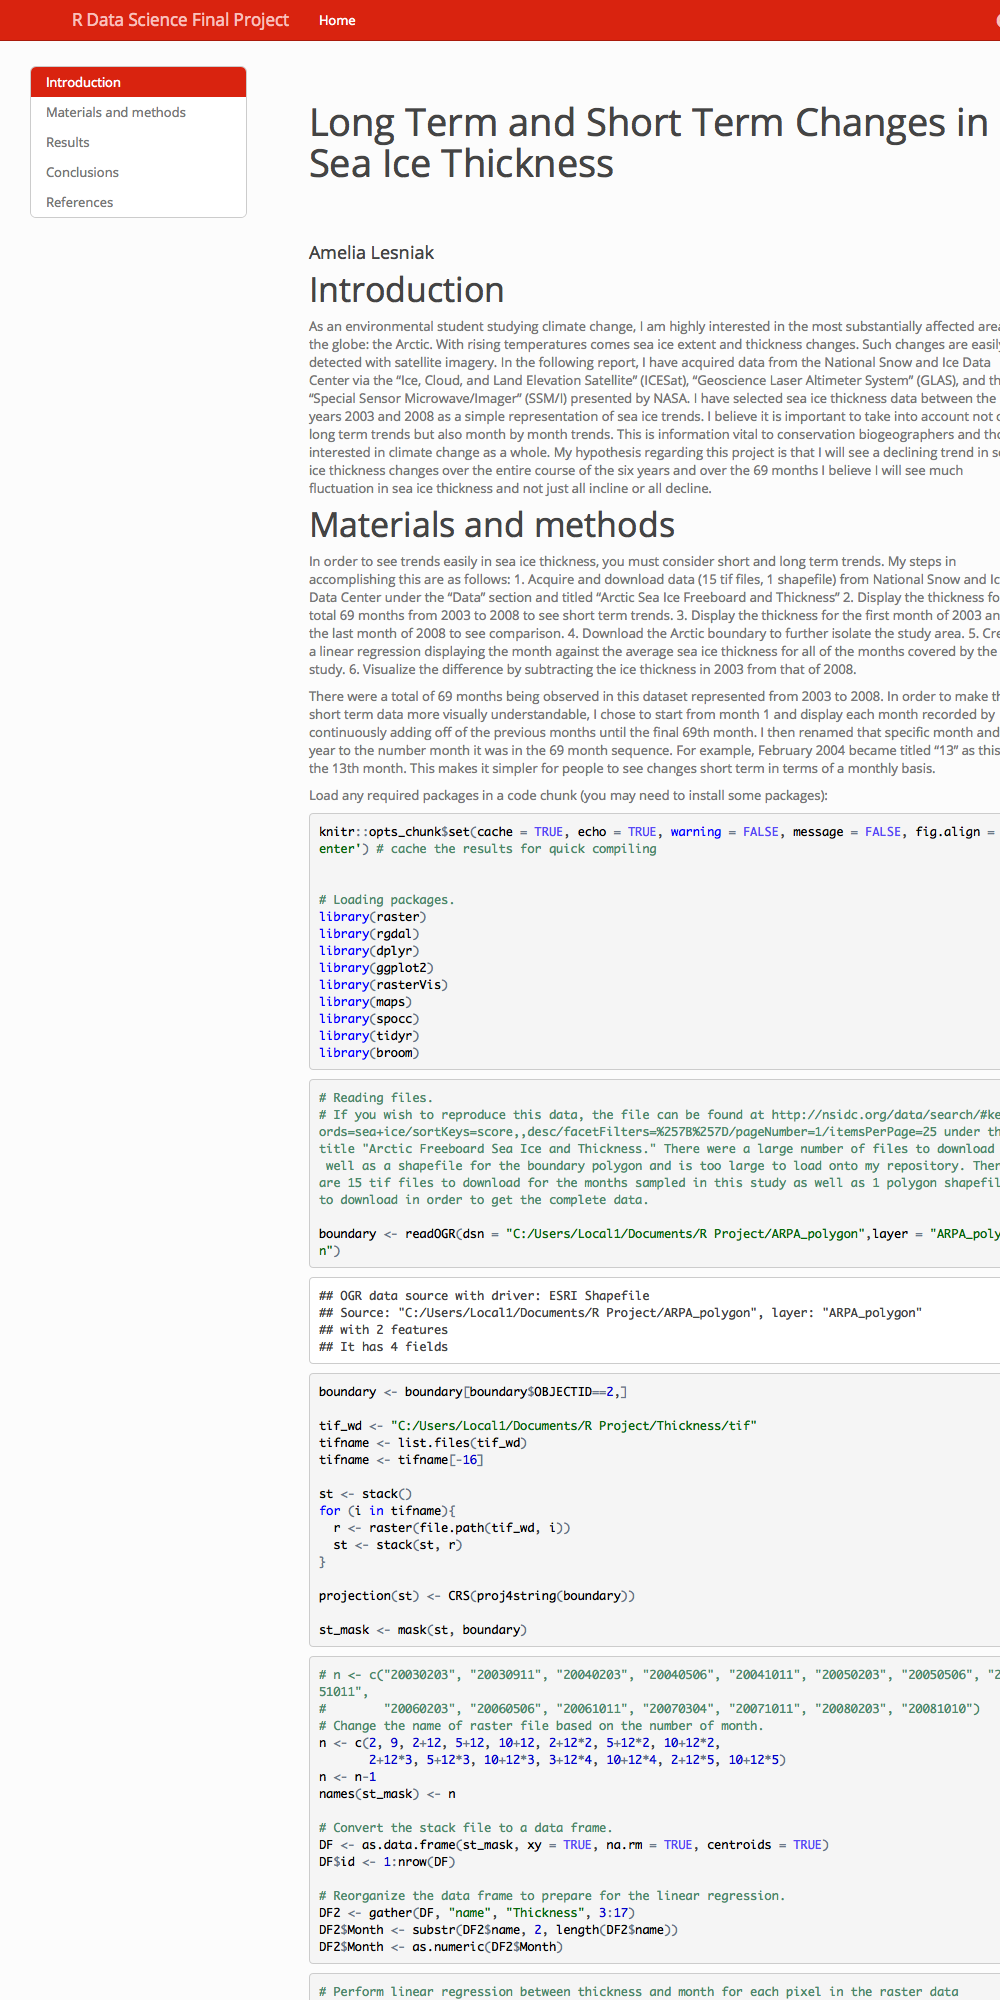 R Data Science Final Project Home
Introduction
Materials and methods
Results
Conclusions
References
Long Term and Short Term Changes in
Sea Ice Thickness
Amelia Lesniak
Introduction
As an environmental student studying climate change, I am highly interested in the most substantially affected area
the globe: the Arctic. With rising temperatures comes sea ice extent and thickness changes. Such changes are easily
detected with satellite imagery. In the following report, I have acquired data from the National Snow and Ice Data
Center via the “Ice, Cloud, and Land Elevation Satellite” (ICESat), “Geoscience Laser Altimeter System” (GLAS), and th
“Special Sensor Microwave/Imager” (SSM/I) presented by NASA. I have selected sea ice thickness data between the
years 2003 and 2008 as a simple representation of sea ice trends. I believe it is important to take into account not o
long term trends but also month by month trends. This is information vital to conservation biogeographers and tho
interested in climate change as a whole. My hypothesis regarding this project is that I will see a declining trend in se
ice thickness changes over the entire course of the six years and over the 69 months I believe I will see much
fluctuation in sea ice thickness and not just all incline or all decline.
Materials and methods
In order to see trends easily in sea ice thickness, you must consider short and long term trends. My steps in
accomplishing this are as follows: 1. Acquire and download data (15 tif files, 1 shapefile) from National Snow and Ic
Data Center under the “Data” section and titled “Arctic Sea Ice Freeboard and Thickness” 2. Display the thickness fo
total 69 months from 2003 to 2008 to see short term trends. 3. Display the thickness for the first month of 2003 an
the last month of 2008 to see comparison. 4. Download the Arctic boundary to further isolate the study area. 5. Cre
a linear regression displaying the month against the average sea ice thickness for all of the months covered by the
study. 6. Visualize the difference by subtracting the ice thickness in 2003 from that of 2008.
There were a total of 69 months being observed in this dataset represented from 2003 to 2008. In order to make th
short term data more visually understandable, I chose to start from month 1 and display each month recorded by
continuously adding off of the previous months until the final 69th month. I then renamed that specific month and
year to the number month it was in the 69 month sequence. For example, February 2004 became titled “13” as this
the 13th month. This makes it simpler for people to see changes short term in terms of a monthly basis.
Load any required packages in a code chunk (you may need to install some packages):
knitr::opts_chunk$set(cache = TRUE, echo = TRUE, warning = FALSE, message = FALSE, fig.align =
enter') # cache the results for quick compiling
# Loading packages.
library(raster)
library(rgdal)
library(dplyr)
library(ggplot2)
library(rasterVis)
library(maps)
library(spocc)
library(tidyr)
library(broom)
# Reading files.
# If you wish to reproduce this data, the file can be found at http://nsidc.org/data/search/#ke
ords=sea+ice/sortKeys=score,,desc/facetFilters=%257B%257D/pageNumber=1/itemsPerPage=25 under th
title "Arctic Freeboard Sea Ice and Thickness." There were a large number of files to download
well as a shapefile for the boundary polygon and is too large to load onto my repository. Ther
are 15 tif files to download for the months sampled in this study as well as 1 polygon shapefil
to download in order to get the complete data.
boundary <- readOGR(dsn = "C:/Users/Local1/Documents/R Project/ARPA_polygon",layer = "ARPA_poly
n")
## OGR data source with driver: ESRI Shapefile
## Source: "C:/Users/Local1/Documents/R Project/ARPA_polygon", layer: "ARPA_polygon"
## with 2 features
## It has 4 fields
boundary <- boundary[boundary$OBJECTID==2,]
tif_wd <- "C:/Users/Local1/Documents/R Project/Thickness/tif"
tifname <- list.files(tif_wd)
tifname <- tifname[-16]
st <- stack()
for (i in tifname){
r <- raster(file.path(tif_wd, i))
st <- stack(st, r)
}
projection(st) <- CRS(proj4string(boundary))
st_mask <- mask(st, boundary)
# n <- c("20030203", "20030911", "20040203", "20040506", "20041011", "20050203", "20050506", "2
51011",
# "20060203", "20060506", "20061011", "20070304", "20071011", "20080203", "20081010")
# Change the name of raster file based on the number of month.
n <- c(2, 9, 2+12, 5+12, 10+12, 2+12*2, 5+12*2, 10+12*2,
2+12*3, 5+12*3, 10+12*3, 3+12*4, 10+12*4, 2+12*5, 10+12*5)
n <- n-1
names(st_mask) <- n
# Convert the stack file to a data frame.
DF <- as.data.frame(st_mask, xy = TRUE, na.rm = TRUE, centroids = TRUE)
DF$id <- 1:nrow(DF)
# Reorganize the data frame to prepare for the linear regression.
DF2 <- gather(DF, "name", "Thickness", 3:17)
DF2$Month <- substr(DF2$name, 2, length(DF2$name))
DF2$Month <- as.numeric(DF2$Month)
# Perform linear regression between thickness and month for each pixel in the raster data